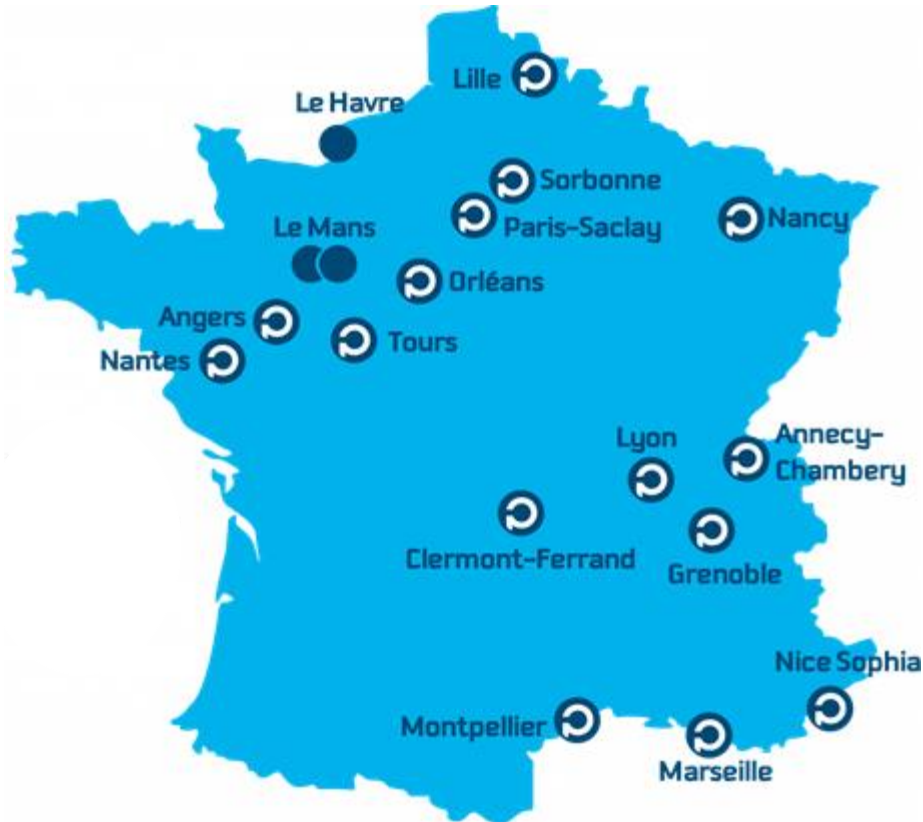 Lille
Le Havre
Sorbonne
Paris-Saclay
Nancy
Le Mans
Orléans
Angers
Tours
Nantes
Lyon
Annecy-
Chambery
Clermont-Ferrand
Grenoble
Nice Sophia
Montpellier
Marseille